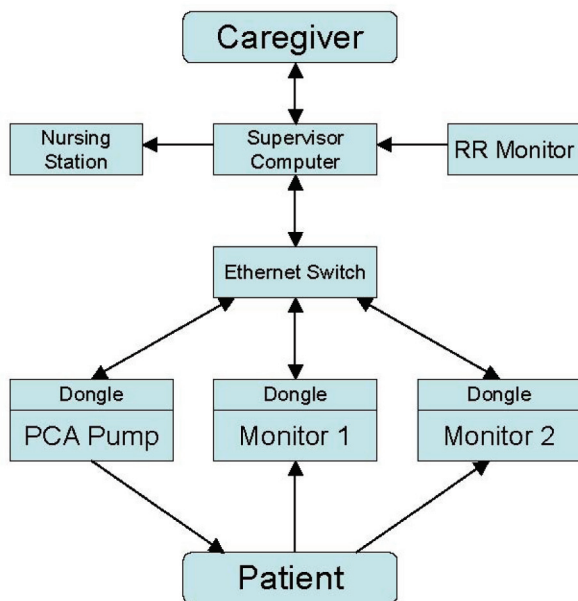 Caregiver
Nursing
Station
Supervisor
Computer
RR Monitor
Ethernet Switch
Dongle
PCA Pump
Dongle
Monitor 1
Dongle
Monitor 2
Patient